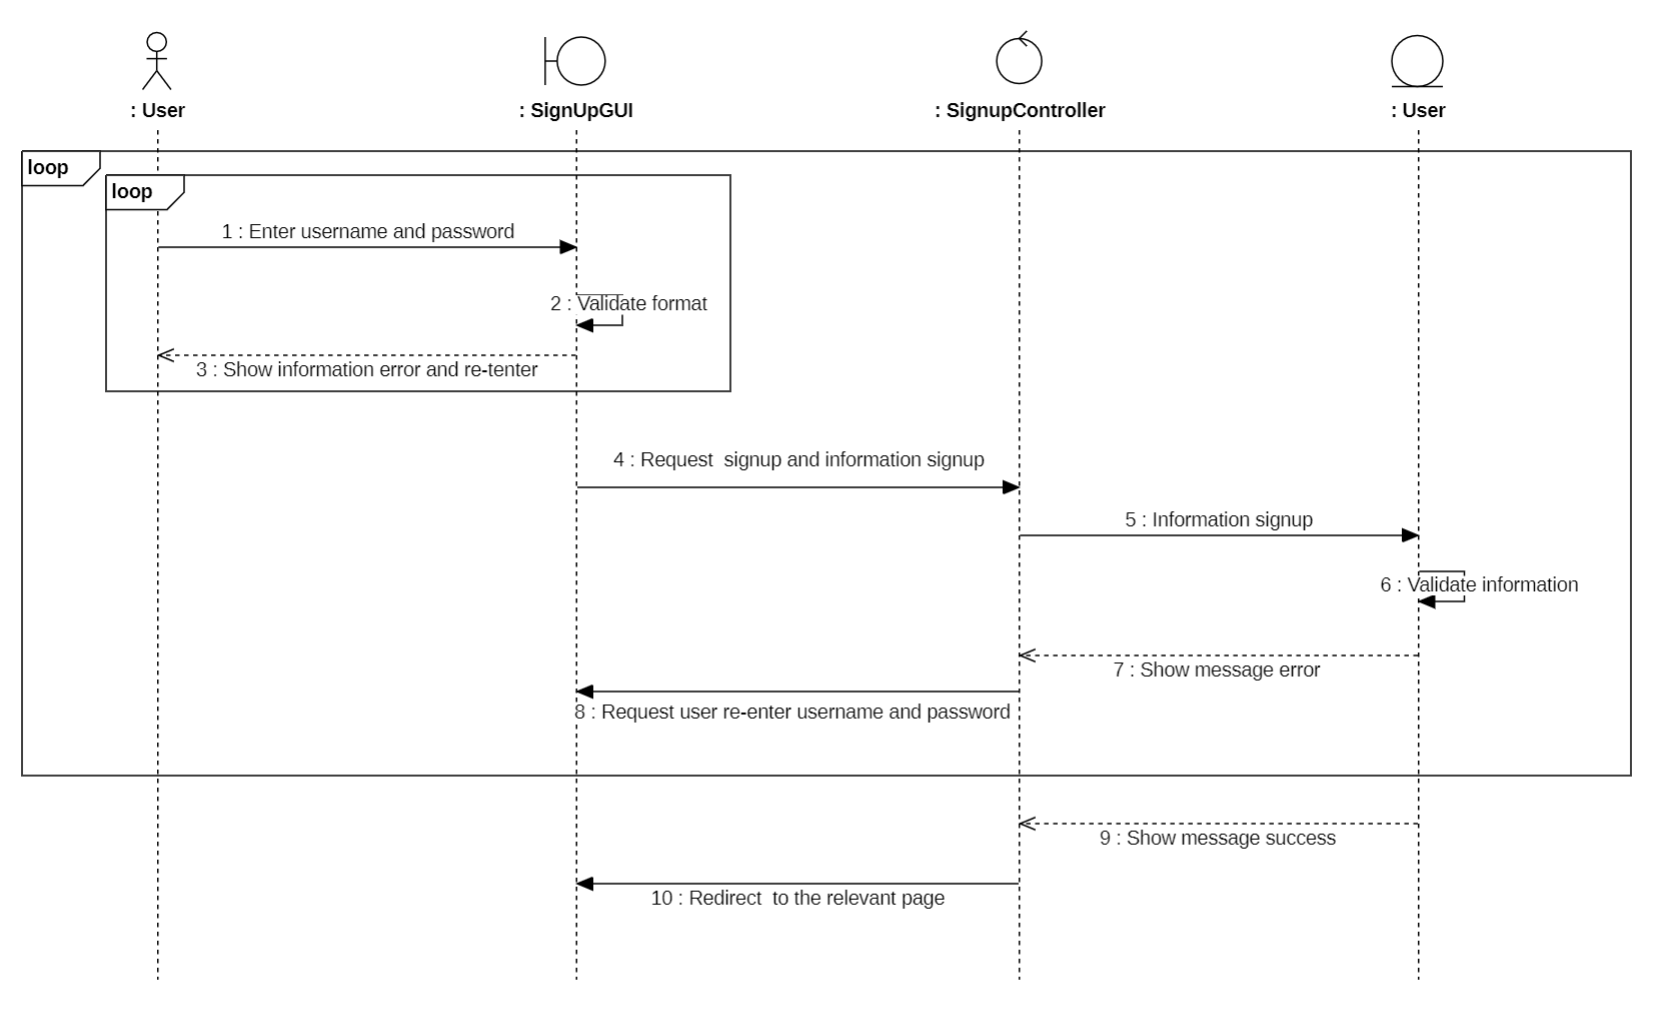 : User
: SignUpGUI
: SignupController
: User
loop
loop
1 : Enter username and password
2 : Validate format
3 : Show information error and re-tenter
4 : Request  signup and information signup
5 : Information signup
6 : Validate information
7 : Show message error
8 : Request user re-enter username and password
9 : Show message success
10 : Redirect  to the relevant page